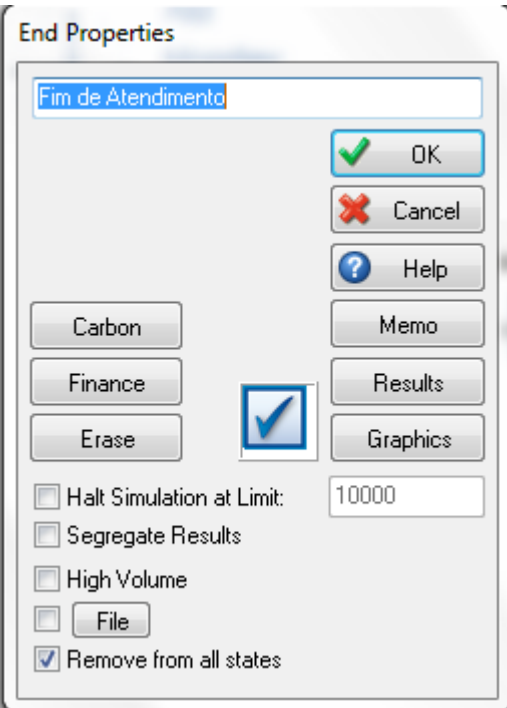 End Properties
Fim de Atendimento
OK
Cancel
Help
Carbon
Memo
Finance
Results
Erase
Graphics
Halt Simulation at Limit: 10000
Segregate Results
High Volume
File
Remove from all states